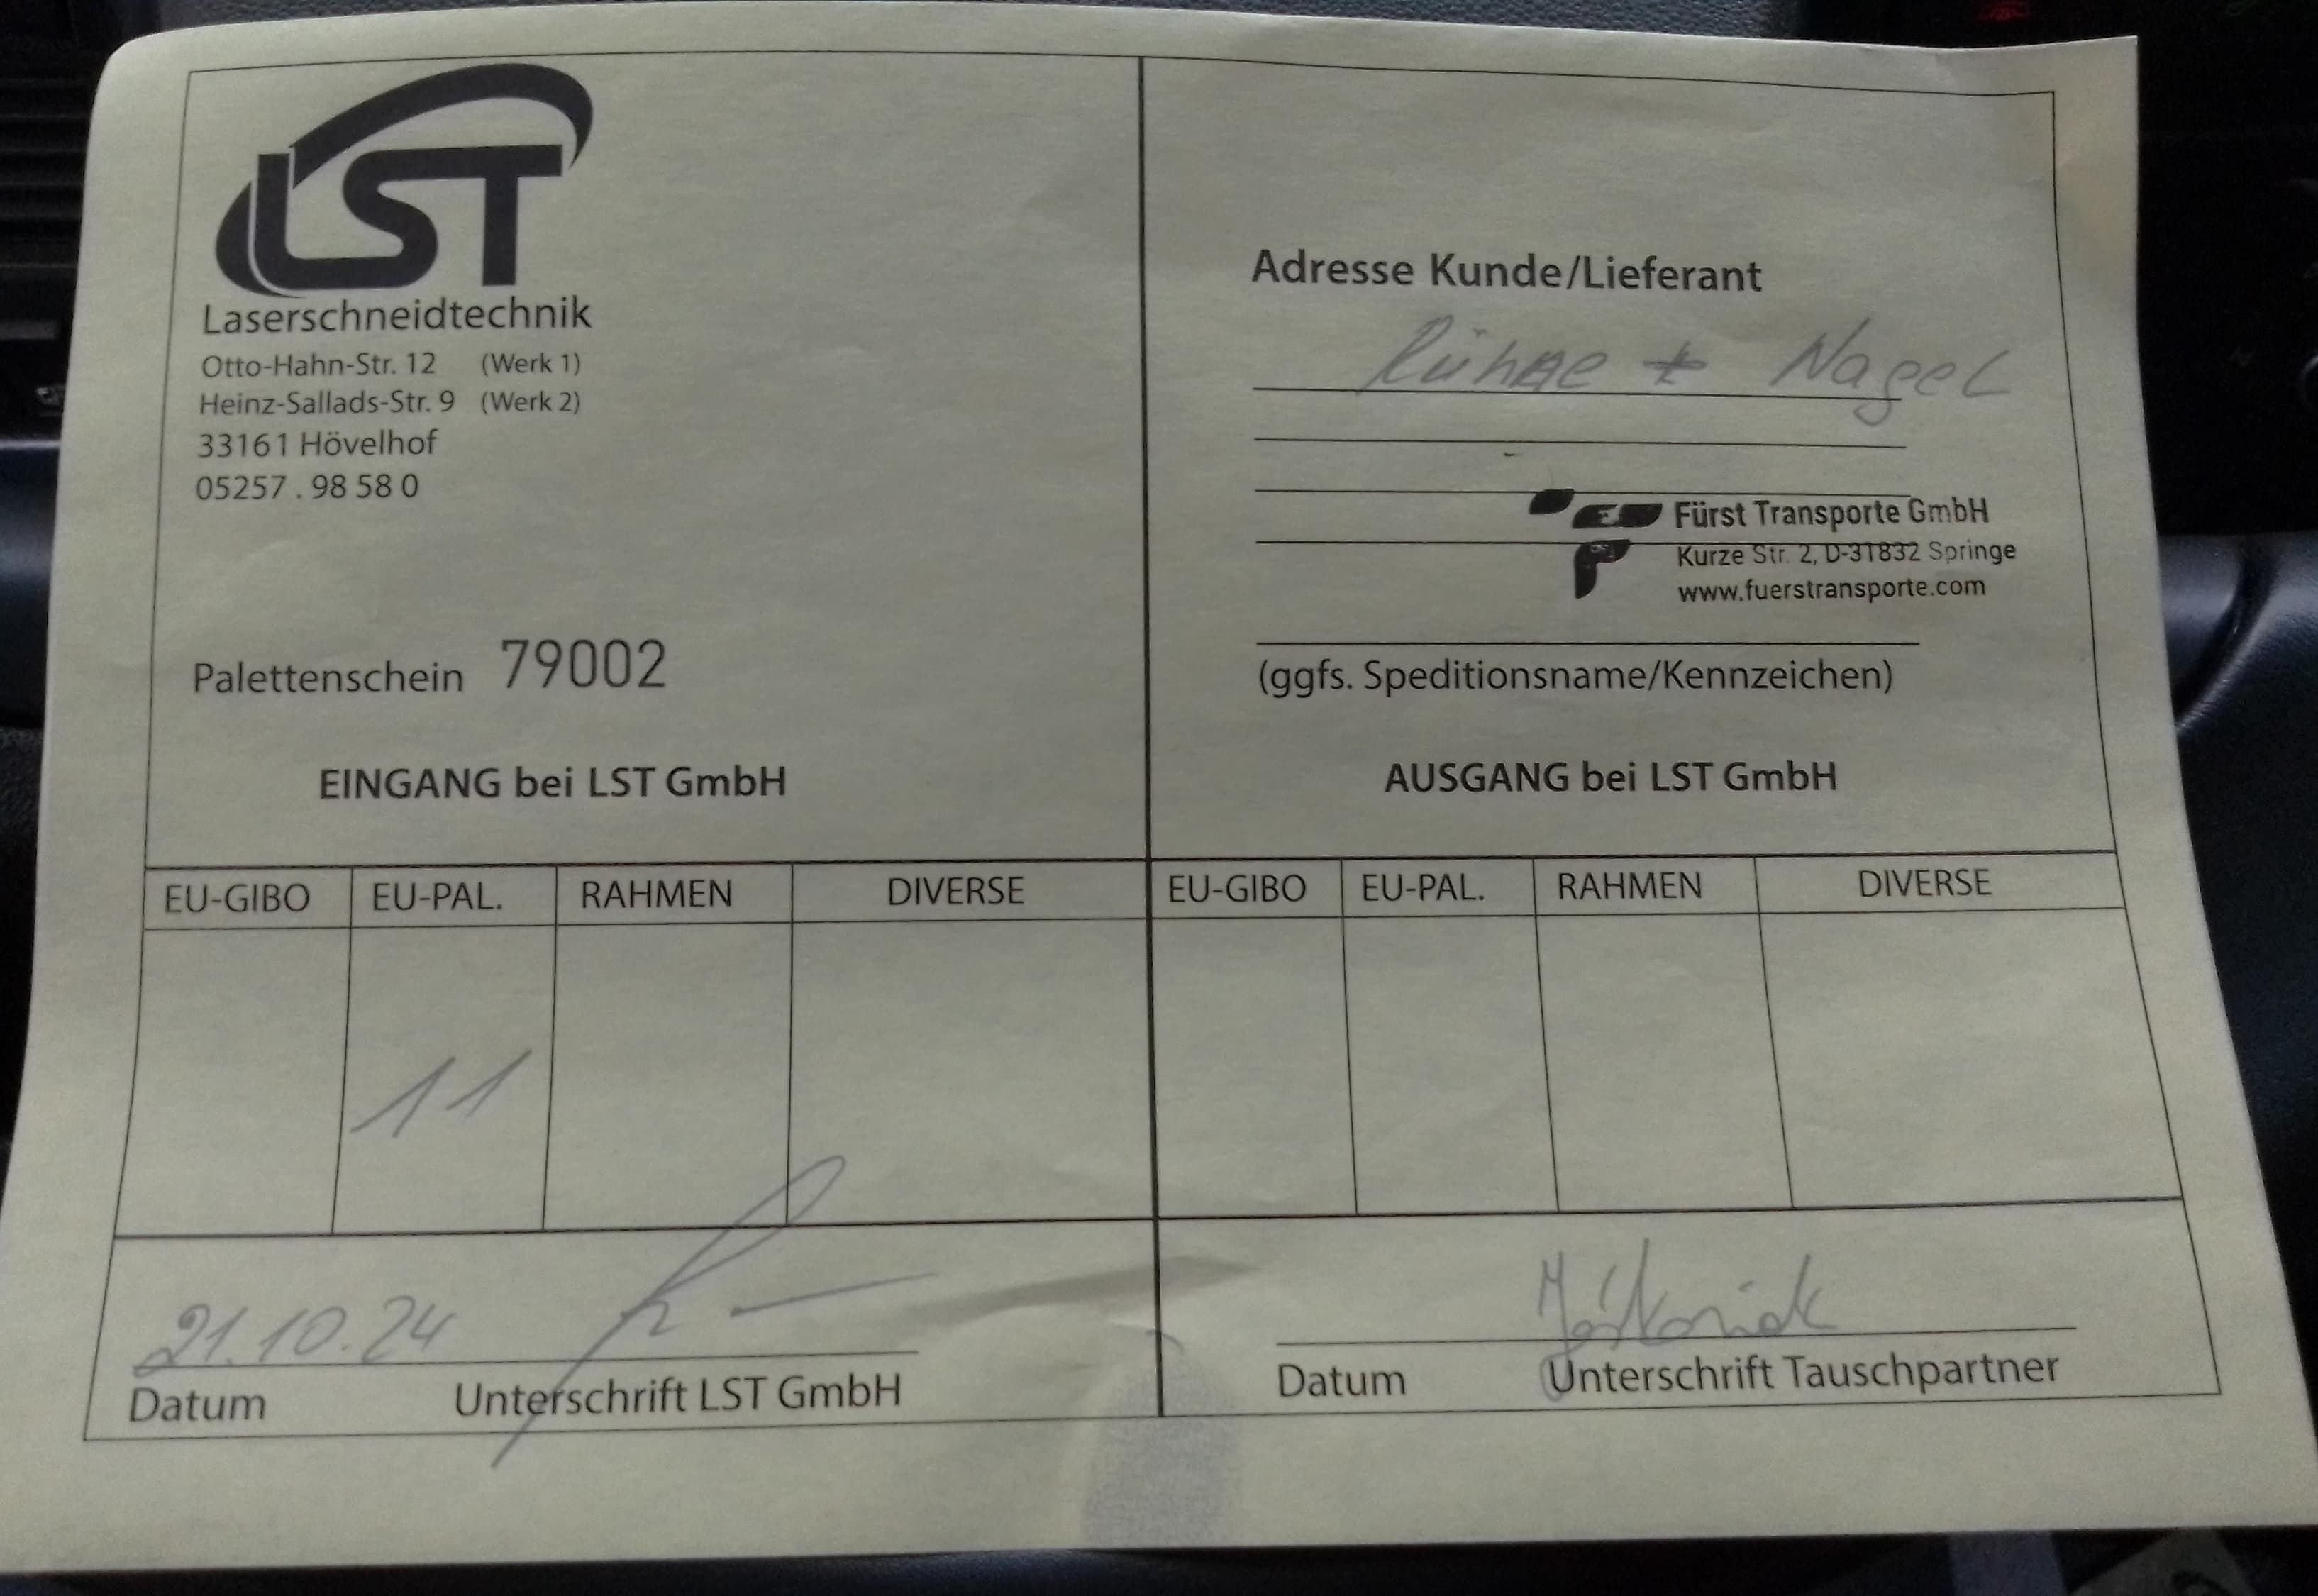 LST
Laserschneidtechnik
Otto-Hahn-Str. 12 (Werk 1)
Heinz-Sallads-Str. 9 (Werk 2)
33161 Hövelhof
05257 . 98 58 0
Palettenschein 79002
EINGANG bei LST GmbH
Adresse Kunde/Lieferant
Kühne + Nagel
Fürst Transporte GmbH
Kurze Str. 2, D-31832 Springe
www.fuerstransporte.com
(ggfs. Speditionsname/Kennzeichen)
AUSGANG bei LST GmbH
EU-GIBO EU-PAL. RAHMEN DIVERSE EU-GIBO EU-PAL. RAHMEN DIVERSE
11
21.10.24
Datum Unterschrift LST GmbH
Datum Unterschrift Tauschpartner